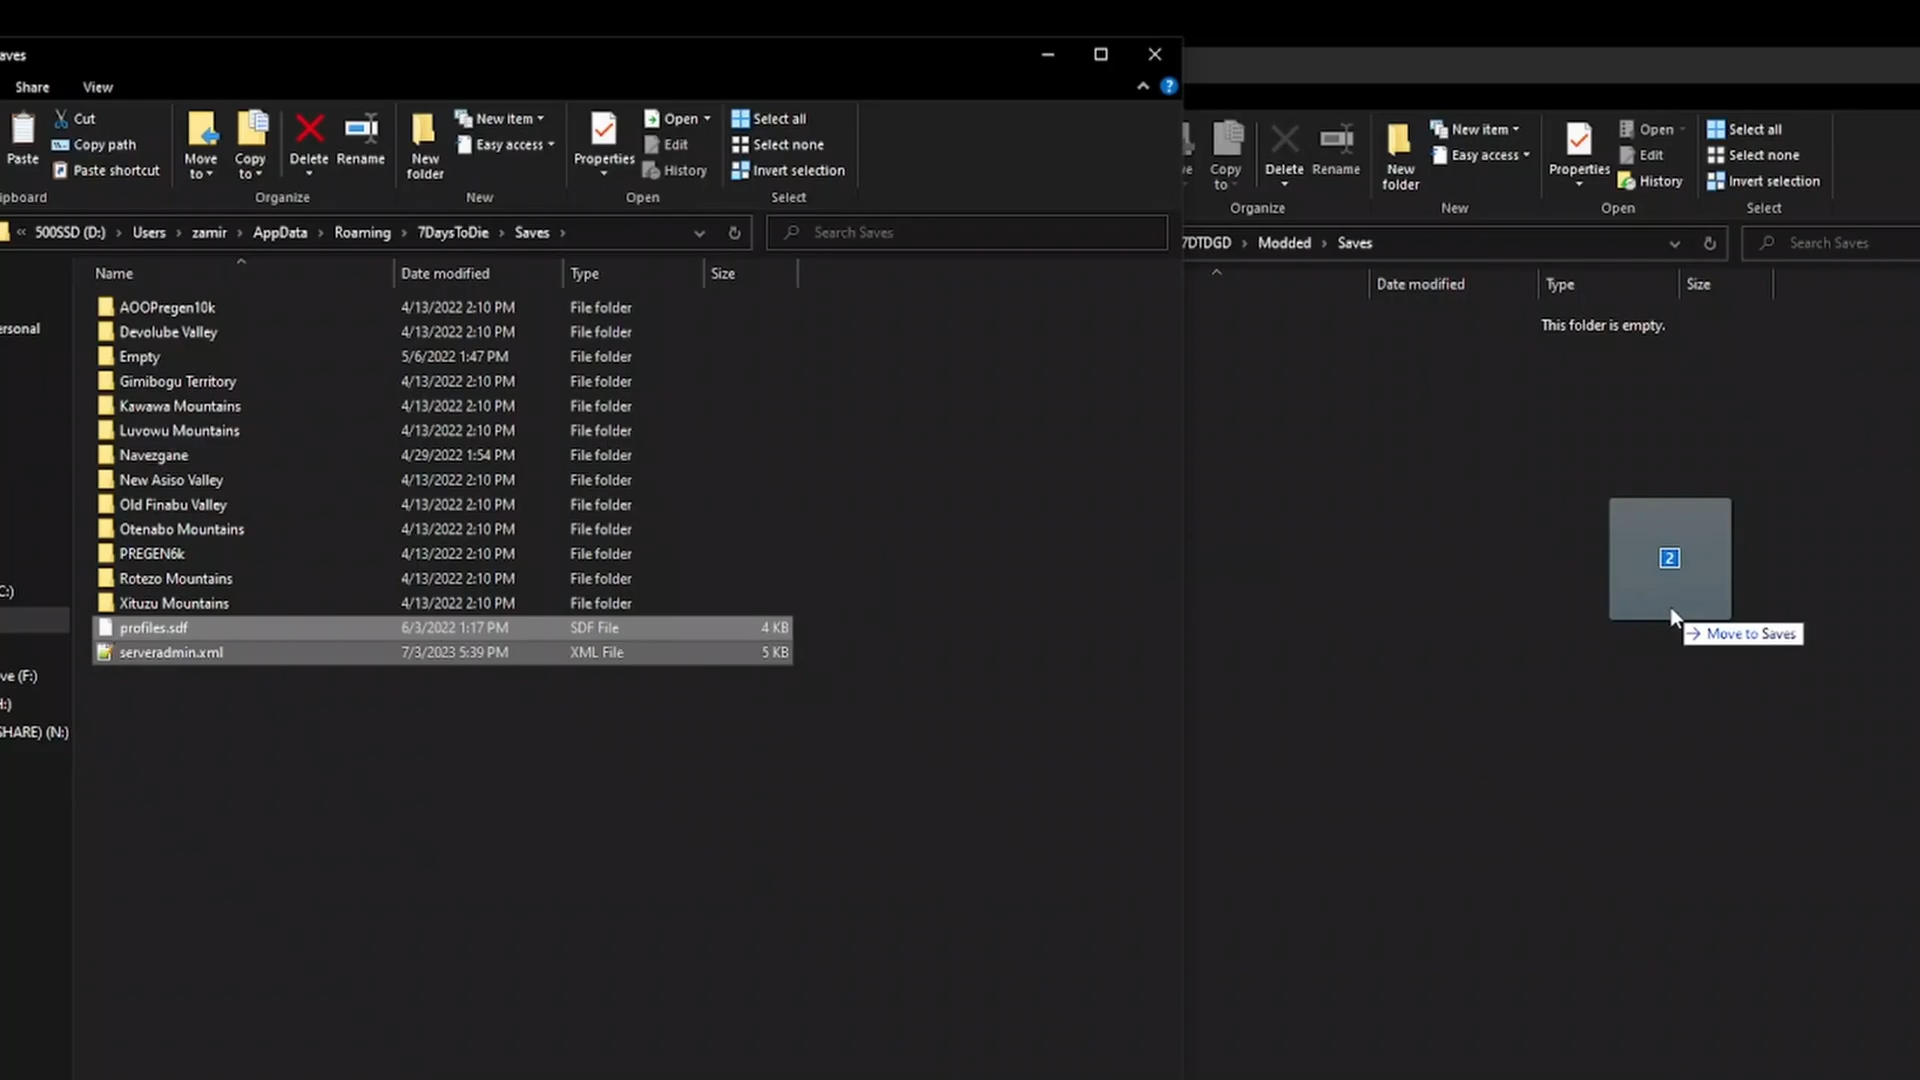 aves
Share View
Cut
Copy path
Paste shortcut
Paste
ipboard
Move to
Copy to
Delete
Rename
Organize
New folder
New item
Easy access
New
Properties
Open
Edit
History
Open
Select all
Select none
Invert selection
Select
« 500SSD (D:) › Users › zamir › AppData › Roaming › 7DaysToDie › Saves ›
Search Saves
Name Date modified Type Size
AOOPregen10k 4/13/2022 2:10 PM File folder
Devolube Valley 4/13/2022 2:10 PM File folder
Empty 5/6/2022 1:47 PM File folder
Gimibogu Territory 4/13/2022 2:10 PM File folder
Kawawa Mountains 4/13/2022 2:10 PM File folder
Luvowu Mountains 4/13/2022 2:10 PM File folder
Navezgane 4/29/2022 1:54 PM File folder
New Asiso Valley 4/13/2022 2:10 PM File folder
Old Finabu Valley 4/13/2022 2:10 PM File folder
Otenabo Mountains 4/13/2022 2:10 PM File folder
PREGEN6k 4/13/2022 2:10 PM File folder
Rotezo Mountains 4/13/2022 2:10 PM File folder
Xituzu Mountains 4/13/2022 2:10 PM File folder
profiles.sdf 6/3/2022 1:17 PM SDF File 4 KB
serveradmin.xml 7/3/2023 5:39 PM XML File 5 KB
ersonal
C:)
ve (F:)
H:)
SHARE) (N:)
ve
Copy to
Delete
Rename
Organize
New folder
New item
Easy access
New
Properties
Open
Edit
History
Open
Select all
Select none
Invert selection
Select
7DTDGD › Modded › Saves
Search Saves
Date modified Type Size
This folder is empty.
2
Move to Saves